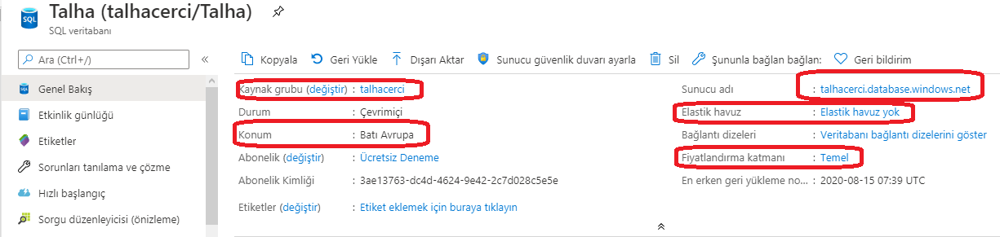 Talha (talhacerci/Talha)
SQL veritabanı
Ara (Ctrl+/)
Kopyala Geri Yükle Dışarı Aktar Sunucu güvenlik duvarı ayarla Sil Şununla bağlan bağlan: Geri bildirim
Genel Bakış
Etkinlik günlüğü
Etiketler
Sorunları tanılama ve çözme
Hızlı başlangıç
Sorgu düzenleyicisi (önizleme)
Kaynak grubu (değiştir) : talhacerci
Durum : Çevrimiçi
Konum : Batı Avrupa
Abonelik (değiştir) : Ücretsiz Deneme
Abonelik Kimliği : 3ae13763-dc4d-4624-9e42-2c7d028c5e5e
Etiketler (değiştir) : Etiket eklemek için buraya tıklayın
Sunucu adı : talhacerci.database.windows.net
Elastik havuz : Elastik havuz yok
Bağlantı dizeleri : Veritabanı bağlantı dizelerini göster
Fiyatlandırma katmanı : Temel
En erken geri yükleme no... : 2020-08-15 07:39 UTC